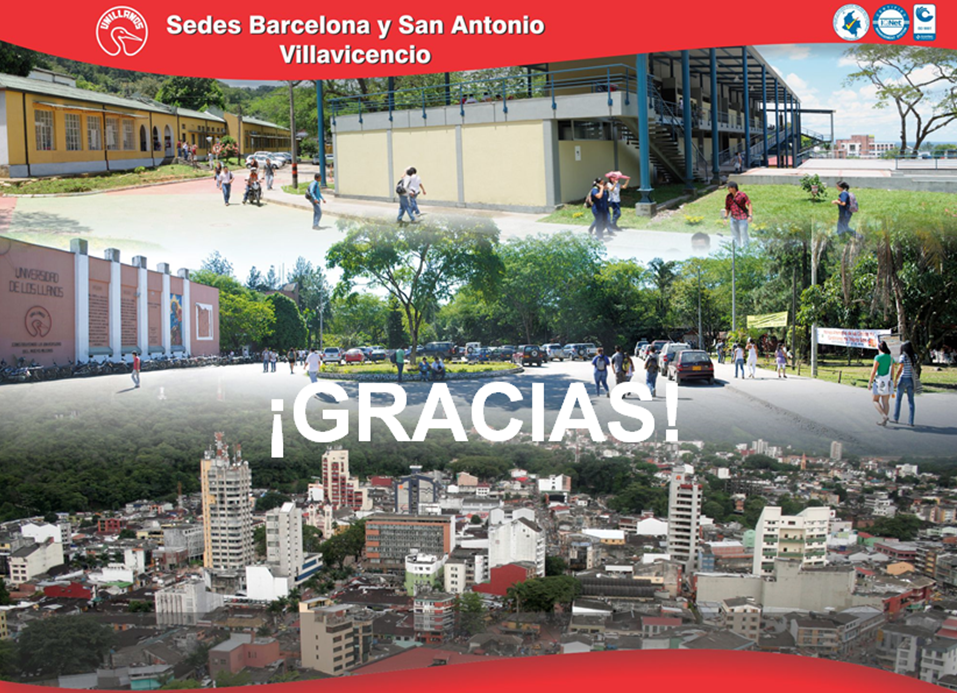 UNILLANOS
Sedes Barcelona y San Antonio
Villavicencio
UNIVERSIDAD
DE LOS LLANOS
¡GRACIAS!